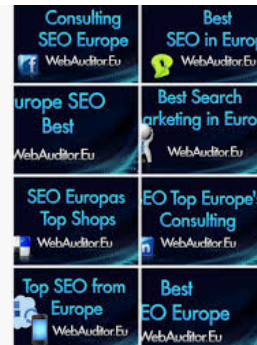 Consulting
SEO Europe
WebAuditor.Eu
Best
SEO in Europ
WebAuditor.Eu
urope SEO
Best
WebAuditor.Eu
Best Search
arketing in Euro
WebAuditor.Eu
SEO Europas
Top Shops
WebAuditor.Eu
EO Top Europe's
Consulting
WebAuditor.Eu
Top SEO from
Europe
WebAuditor.Eu
Best
EO Europe
WebAuditor.Eu